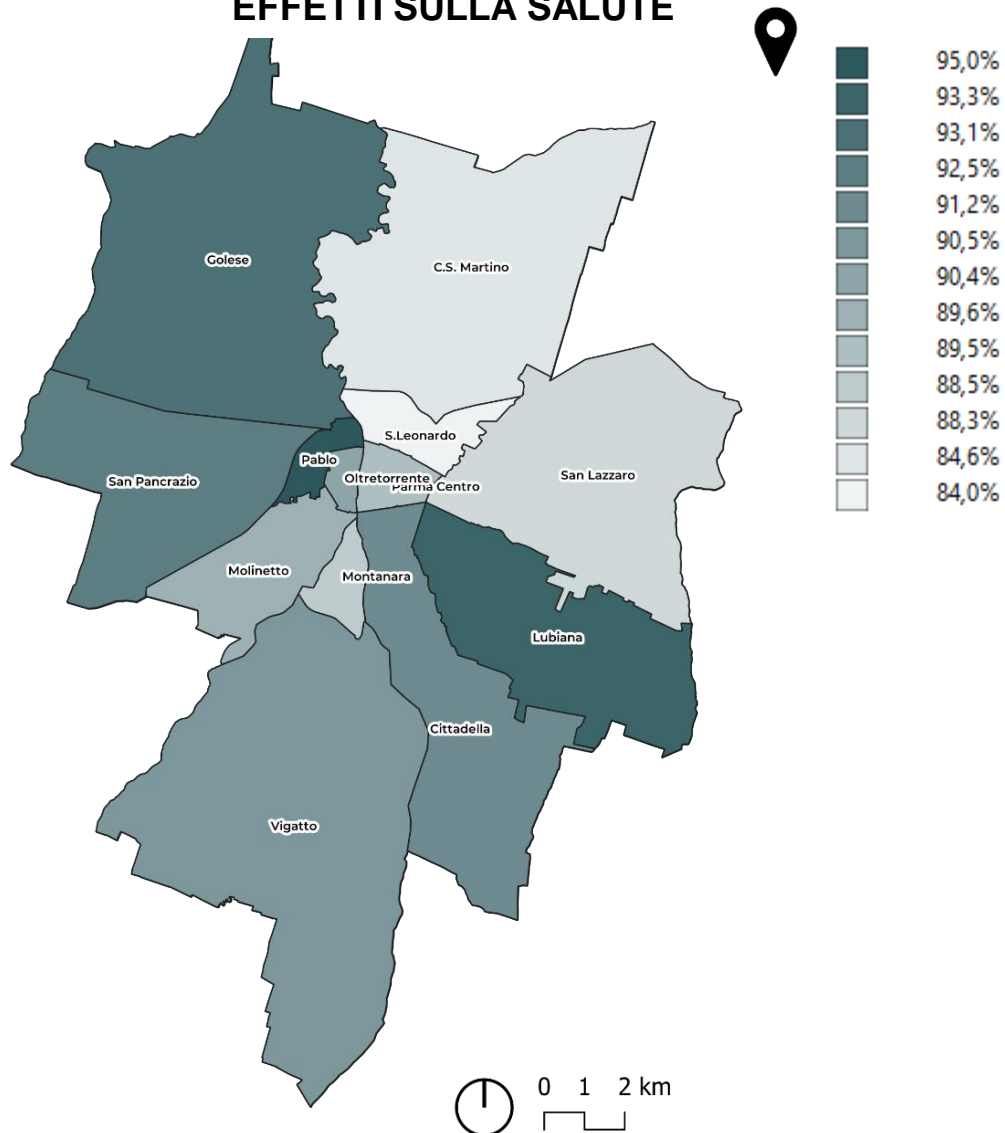 EFFETTI SULLA SALUTE
95,0%
93,3%
93,1%
92,5%
91,2%
90,5%
90,4%
89,6%
89,5%
88,5%
88,3%
84,6%
84,0%
Golese
C.S. Martino
S.Leonardo
Pablo
San Pancrazio
Oltretorrente
Parma Centro
San Lazzaro
Molinetto
Montanara
Lubiana
Cittadella
Vigatto
0 1 2 km